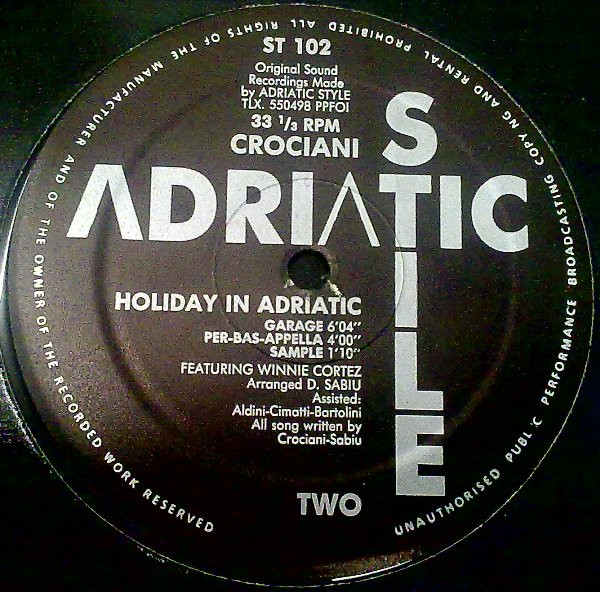 ALL RIGHTS OF THE MANUFACTURER AND OF THE OWNER OF THE RECORDED WORK RESERVED
UNAUTHORISED PUBLIC PERFORMANCE BROADCASTING COPYNG AND RENTAL PROHIBITED
ST 102
Original Sound
Recordings Made
by ADRIATIC STYLE
TLX. 550498 PPFOI
33 1/3 RPM
CROCIANI
ADRIATIC
STILE
HOLIDAY IN ADRIATIC
GARAGE 6'04"
PER-BAS-APPELLA 4'00"
SAMPLE 1'10"
FEATURING WINNIE CORTEZ
Arranged D. SABIU
Assisted:
Aldini-Cimatti-Bartolini
All song written by
Crociani-Sabiu
TWO